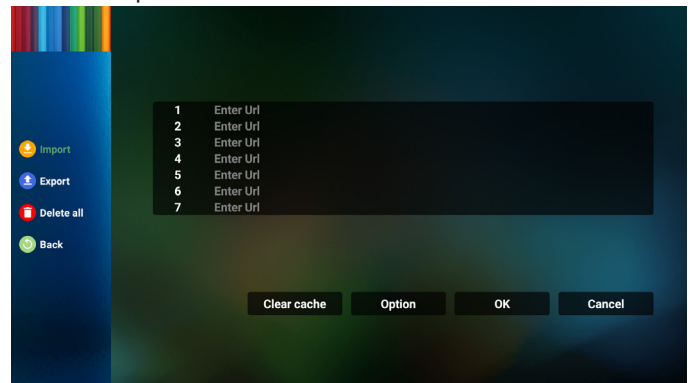 Import
Export
Delete all
Back
1 Enter Url
2 Enter Url
3 Enter Url
4 Enter Url
5 Enter Url
6 Enter Url
7 Enter Url
Clear cache Option OK Cancel